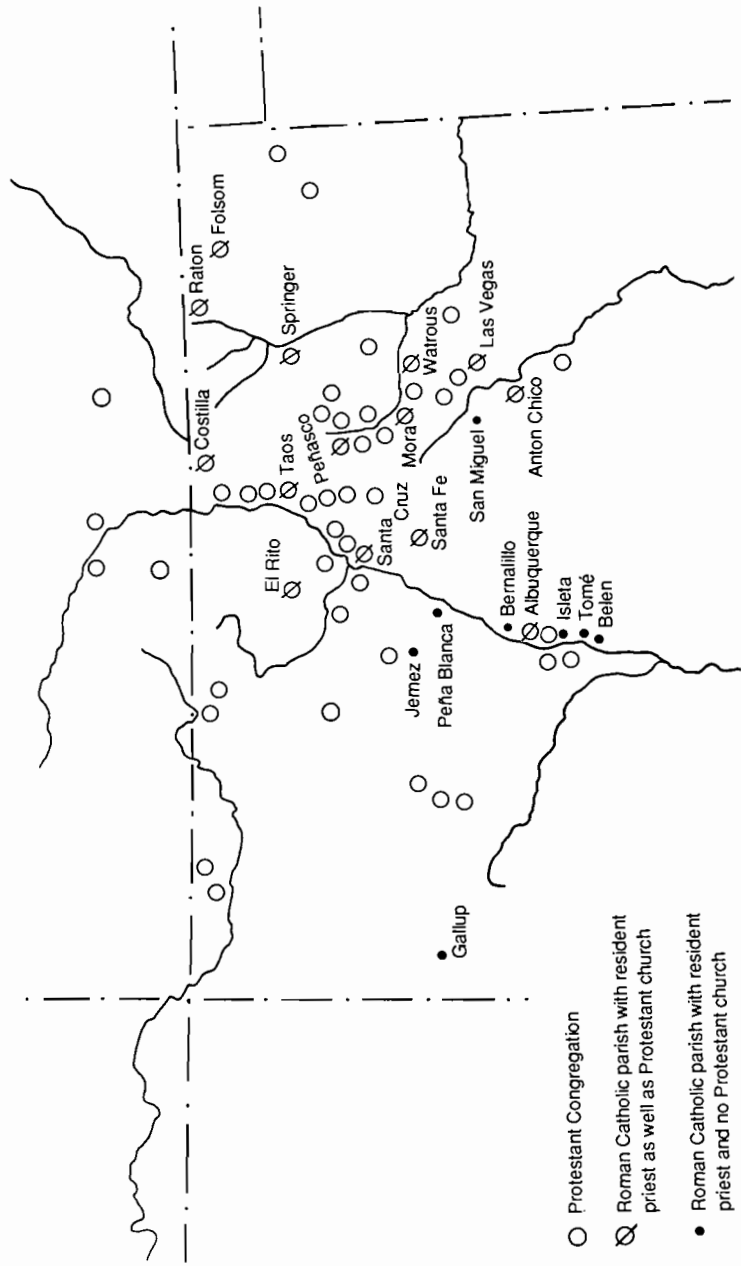 Raton
Folsom
Costilla
Springer
Taos
Peñasco
El Rito
Watrous
Mora
Las Vegas
Santa
Cruz
Santa Fe
San Miguel
Anton Chico
Jemez
Peña Blanca
Bernalillo
Albuquerque
Isleta
Tomé
Belen
Gallup
Protestant Congregation
Roman Catholic parish with resident
priest as well as Protestant church
Roman Catholic parish with resident
priest and no Protestant church